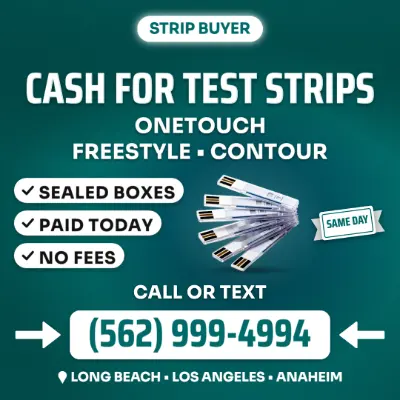 STRIP BUYER
CASH FOR TEST STRIPS
ONETOUCH
FREESTYLE ▪ CONTOUR
SEALED BOXES
PAID TODAY
NO FEES
SAME DAY
CALL OR TEXT
(562) 999-4994
LONG BEACH ▪ LOS ANGELES ▪ ANAHEIM